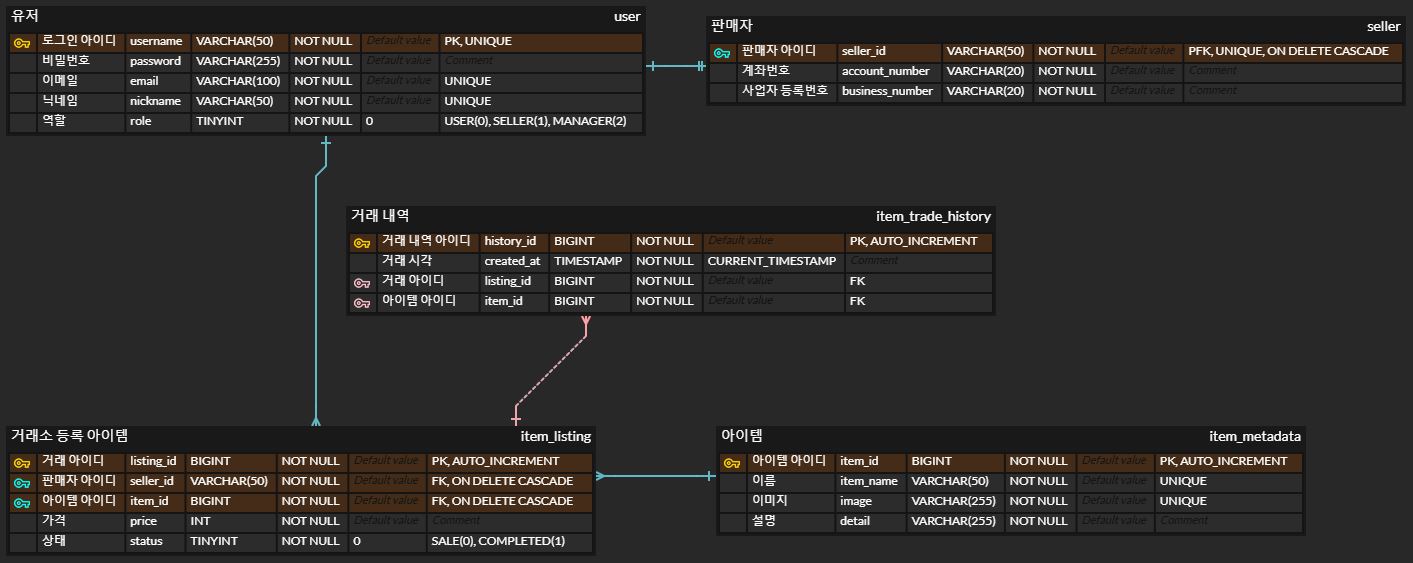 유저 user
로그인 아이디 username VARCHAR(50) NOT NULL Default value PK, UNIQUE
비밀번호 password VARCHAR(255) NOT NULL Default value Comment
이메일 email VARCHAR(100) NOT NULL Default value UNIQUE
닉네임 nickname VARCHAR(50) NOT NULL Default value UNIQUE
역할 role TINYINT NOT NULL 0 USER(0), SELLER(1), MANAGER(2)
판매자 seller
판매자 아이디 seller_id VARCHAR(50) NOT NULL Default value PFK, UNIQUE, ON DELETE CASCADE
계좌번호 account_number VARCHAR(20) NOT NULL Default value Comment
사업자 등록번호 business_number VARCHAR(20) NOT NULL Default value Comment
거래 내역 item_trade_history
거래 내역 아이디 history_id BIGINT NOT NULL Default value PK, AUTO_INCREMENT
거래 시각 created_at TIMESTAMP NOT NULL CURRENT_TIMESTAMP Comment
거래 아이디 listing_id BIGINT NOT NULL Default value FK
아이템 아이디 item_id BIGINT NOT NULL Default value FK
거래소 등록 아이템 item_listing
거래 아이디 listing_id BIGINT NOT NULL Default value PK, AUTO_INCREMENT
판매자 아이디 seller_id VARCHAR(50) NOT NULL Default value FK, ON DELETE CASCADE
아이템 아이디 item_id BIGINT NOT NULL Default value FK, ON DELETE CASCADE
가격 price INT NOT NULL Default value Comment
상태 status TINYINT NOT NULL 0 SALE(0), COMPLETED(1)
아이템 item_metadata
아이템 아이디 item_id BIGINT NOT NULL Default value PK, AUTO_INCREMENT
이름 item_name VARCHAR(50) NOT NULL Default value UNIQUE
이미지 image VARCHAR(255) NOT NULL Default value UNIQUE
설명 detail VARCHAR(255) NOT NULL Default value Comment